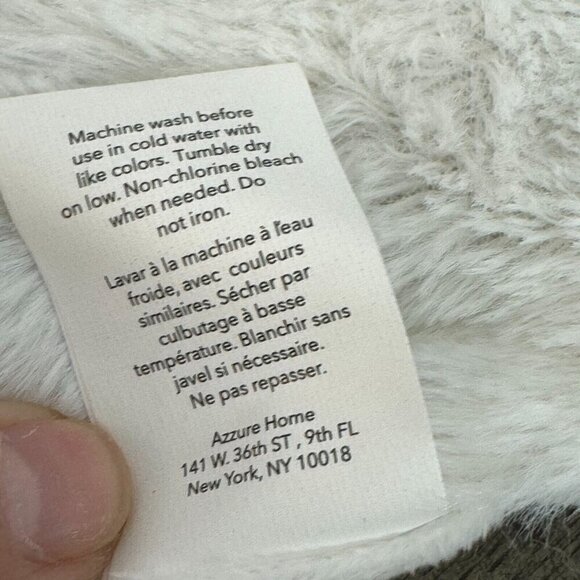 Machine wash before
use in cold water with
like colors. Tumble dry
on low. Non-chlorine bleach
when needed. Do
not iron.
Lavar à la machine à l'eau
froide, avec couleurs
similaires. Sécher par
culbutage à basse
température. Blanchir sans
javel si nécessaire.
Ne pas repasser.
Azzure Home
141 W. 36th ST , 9th FL
New York, NY 10018